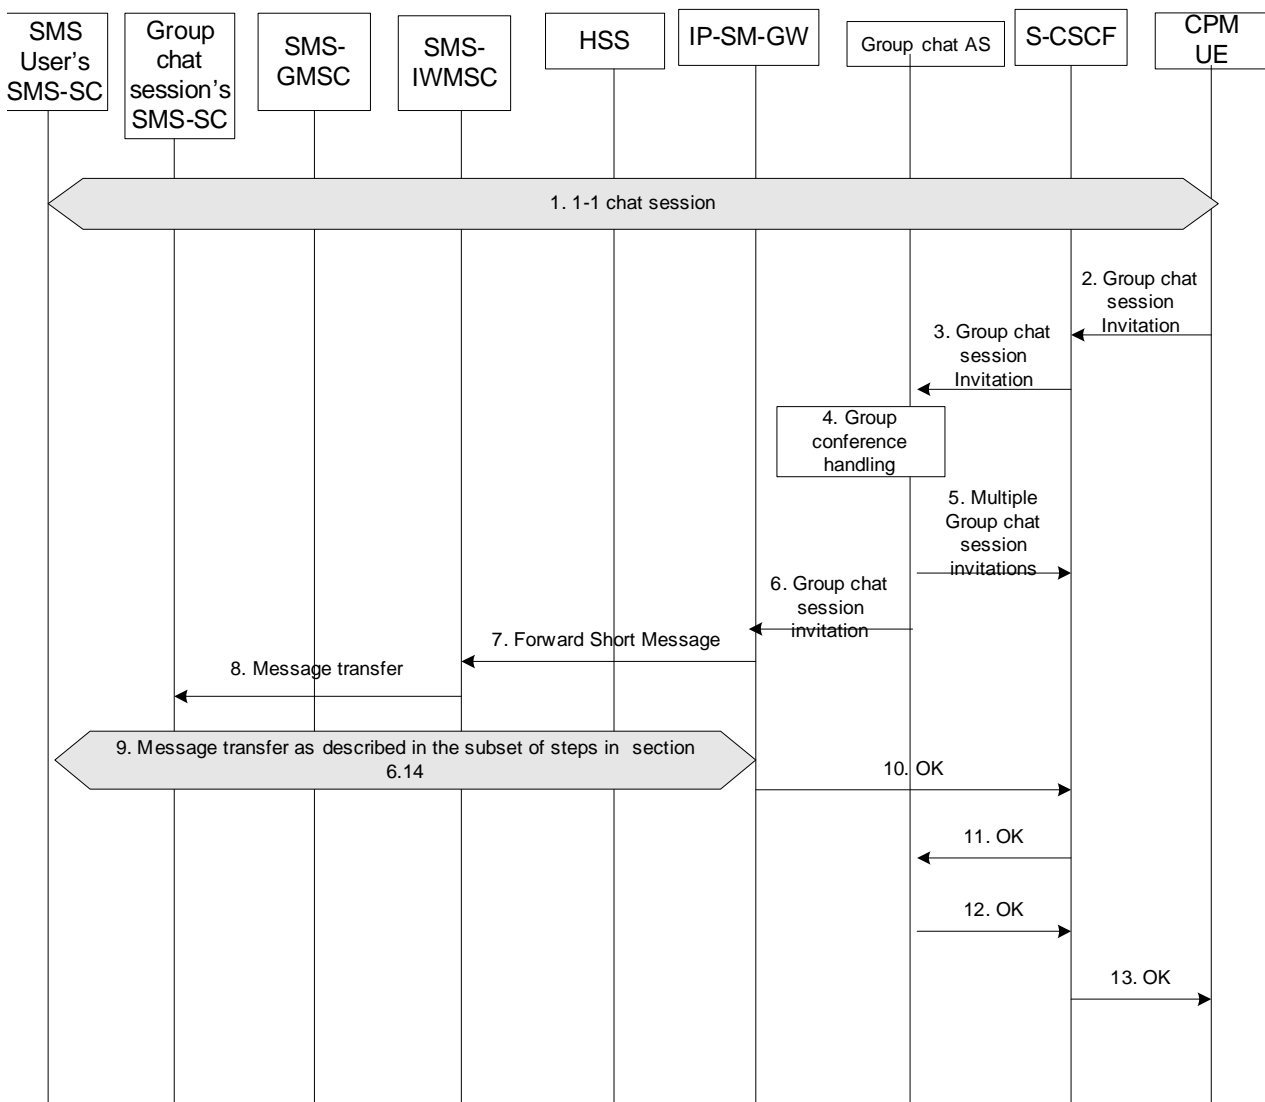 SMS
User's
SMS-SC
Group
chat
session's
SMS-SC
SMS-
GMSC
SMS-
IWMSC
HSS
IP-SM-GW
Group chat AS
S-CSCF
CPM
UE
1. 1-1 chat session
2. Group chat
session
Invitation
3. Group chat
session
Invitation
4. Group
conference
handling
5. Multiple
Group chat
session
invitations
6. Group chat
session
invitation
7. Forward Short Message
8. Message transfer
9. Message transfer as described in the subset of steps in section
6.14
10. OK
11. OK
12. OK
13. OK